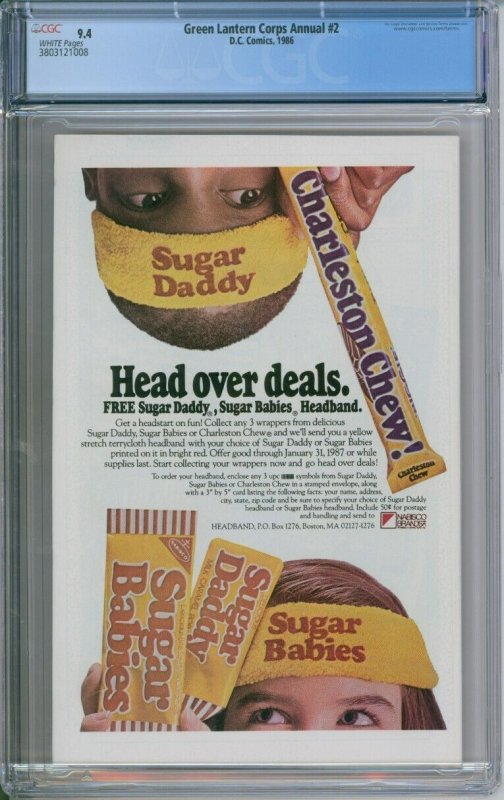 CGC 9.4
Green Lantern Corps Annual #2
WHITE Pages
D.C. Comics, 1986
www.cgccomics.com/terms
3803121008
CGC
Sugar
Daddy
Charleston Chew!
Charleston
Chew
Head over deals.
FREE Sugar Daddy®, Sugar Babies® Headband.
Get a headstart on fun! Collect any 3 wrappers from delicious
Sugar Daddy, Sugar Babies or Charleston Chew® and we'll send you a yellow
stretch terrycloth headband with your choice of Sugar Daddy or Sugar Babies
printed on it in bright red. Offer good through January 31, 1987 or while
supplies last. Start collecting your wrappers now and go head over deals!
To order your headband, enclose any 3 upc symbols from Sugar Daddy,
Sugar Babies or Charleston Chew in a stamped envelope, along
with a 3" by 5" card listing the following facts: your name, address,
city, state, zip code and be sure to specify your choice of Sugar Daddy
headband or Sugar Babies headband. Include 50¢ for postage
and handling and send to
HEADBAND, P.O. Box 1276, Boston, MA 02127-1276
NABISCO
BRANDS
NABISCO
Sugar
Babies
Sugar
Daddy
Sugar
Babies